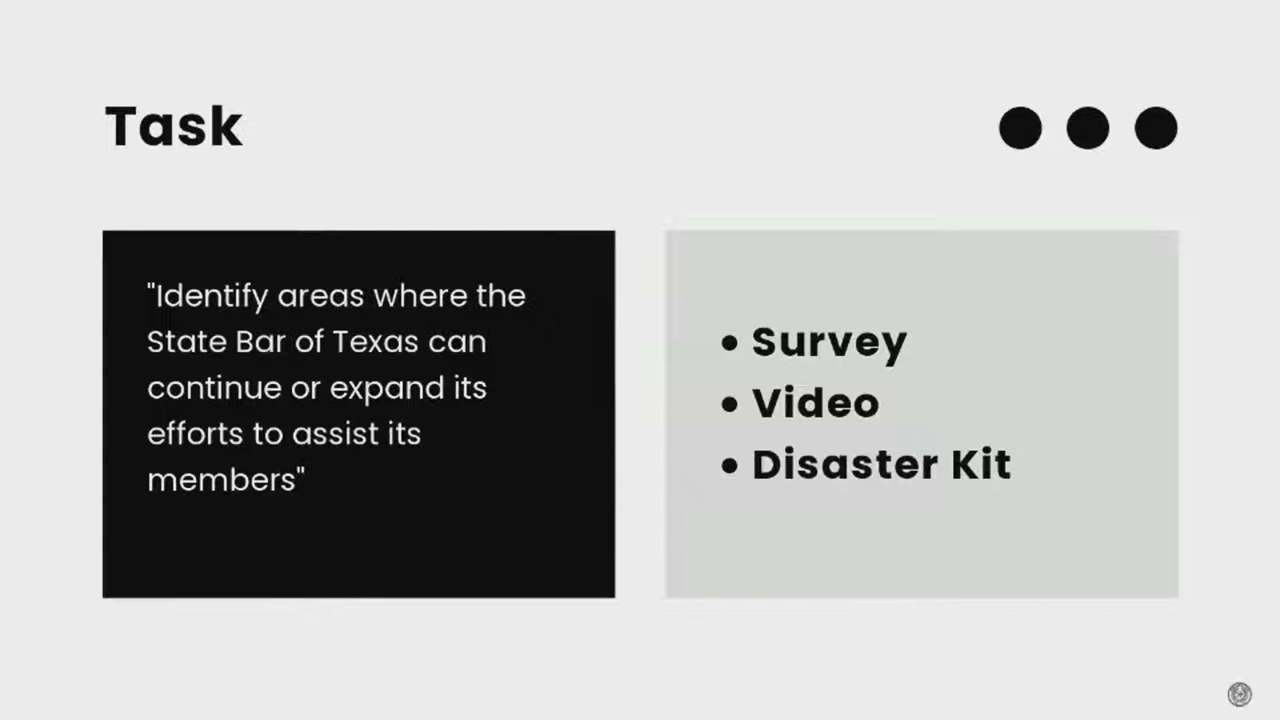 Task
"Identify areas where the
State Bar of Texas can
continue or expand its
efforts to assist its
members"
• Survey
• Video
• Disaster Kit